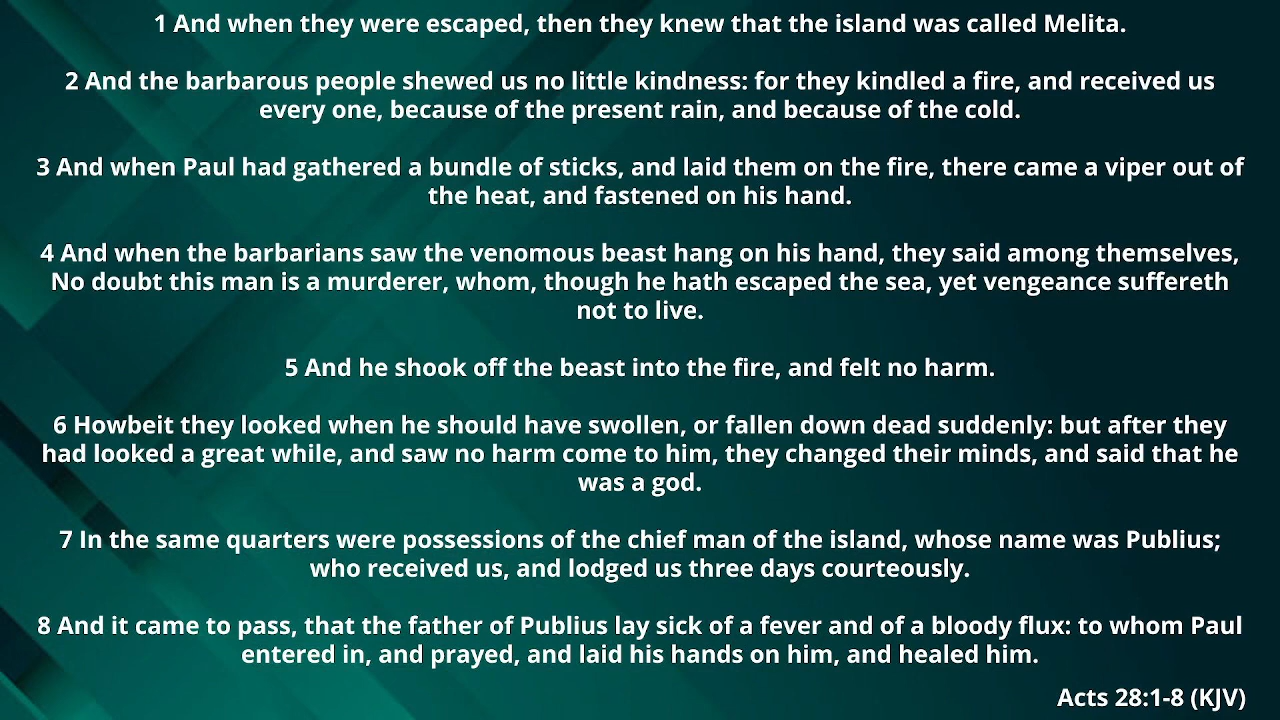 1 And when they were escaped, then they knew that the island was called Melita.
2 And the barbarous people shewed us no little kindness: for they kindled a fire, and received us
every one, because of the present rain, and because of the cold.
3 And when Paul had gathered a bundle of sticks, and laid them on the fire, there came a viper out of
the heat, and fastened on his hand.
4 And when the barbarians saw the venomous beast hang on his hand, they said among themselves,
No doubt this man is a murderer, whom, though he hath escaped the sea, yet vengeance suffereth
not to live.
5 And he shook off the beast into the fire, and felt no harm.
6 Howbeit they looked when he should have swollen, or fallen down dead suddenly: but after they
had looked a great while, and saw no harm come to him, they changed their minds, and said that he
was a god.
7 In the same quarters were possessions of the chief man of the island, whose name was Publius;
who received us, and lodged us three days courteously.
8 And it came to pass, that the father of Publius lay sick of a fever and of a bloody flux: to whom Paul
entered in, and prayed, and laid his hands on him, and healed him.
Acts 28:1-8 (KJV)